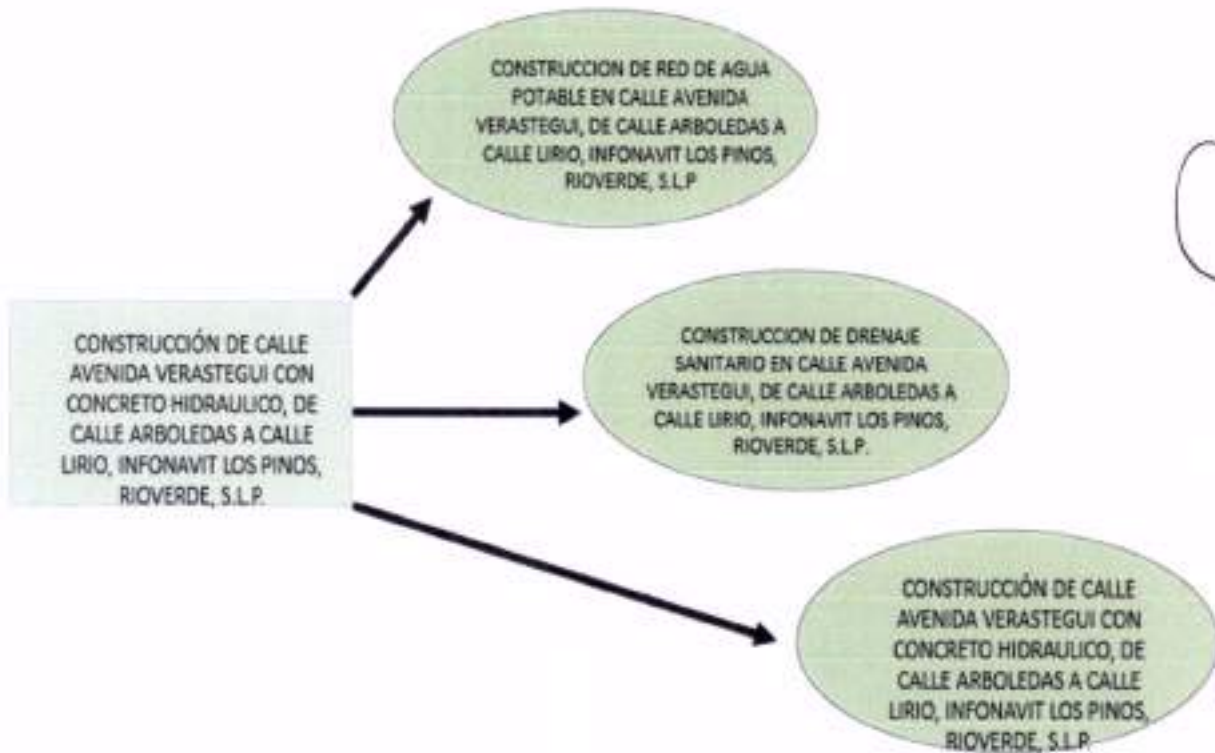 CONSTRUCCION DE RED DE AGUA
POTABLE EN CALLE AVENIDA
VERASTEGUI, DE CALLE ARBOLEDAS A
CALLE LIRIO, INFONAVIT LOS PINOS,
RIOVERDE, S.L.P
CONSTRUCCIÓN DE CALLE
AVENIDA VERASTEGUI CON
CONCRETO HIDRAULICO, DE
CALLE ARBOLEDAS A CALLE
LIRIO, INFONAVIT LOS PINOS,
RIOVERDE, S.L.P.
CONSTRUCCION DE DRENAJE
SANITARIO EN CALLE AVENIDA
VERASTEGUI, DE CALLE ARBOLEDAS A
CALLE LIRIO, INFONAVIT LOS PINOS,
RIOVERDE, S.L.P.
CONSTRUCCIÓN DE CALLE
AVENIDA VERASTEGUI CON
CONCRETO HIDRAULICO, DE
CALLE ARBOLEDAS A CALLE
LIRIO, INFONAVIT LOS PINOS,
RIOVERDE, S.L.P.